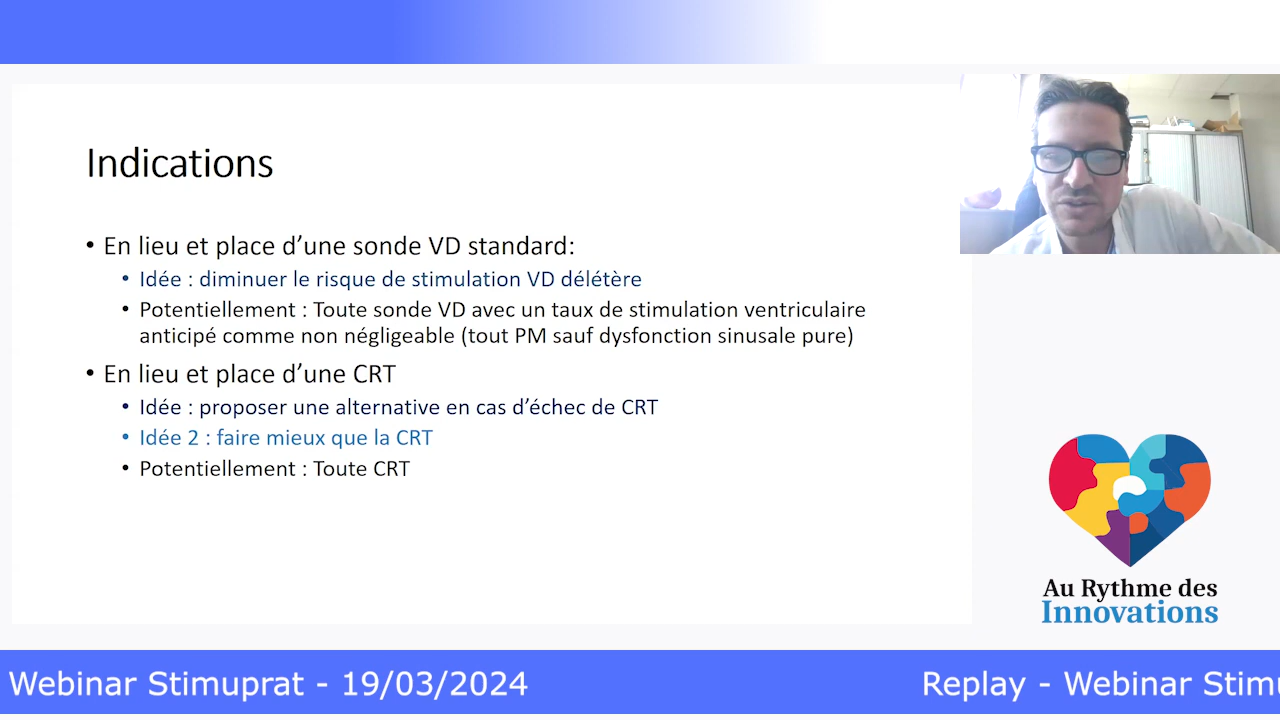 Indications
• En lieu et place d’une sonde VD standard:
• Idée : diminuer le risque de stimulation VD délétère
• Potentiellement : Toute sonde VD avec un taux de stimulation ventriculaire
anticipé comme non négligeable (tout PM sauf dysfonction sinusale pure)
• En lieu et place d’une CRT
• Idée : proposer une alternative en cas d’échec de CRT
• Idée 2 : faire mieux que la CRT
• Potentiellement : Toute CRT
Au Rythme des
Innovations
Webinar Stimuprat - 19/03/2024
Replay - Webinar Stimu